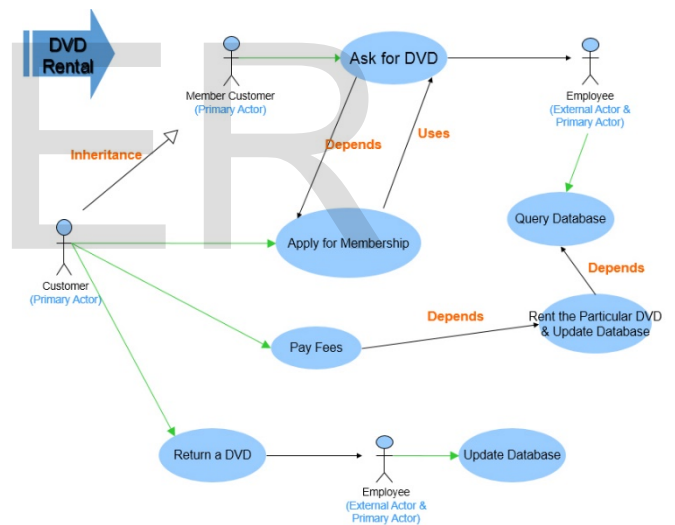 DVD
Rental
ER
Ask for DVD
Member Customer
(Primary Actor)
Employee
(External Actor &
Primary Actor)
Inheritance
Depends
Uses
Query Database
Apply for Membership
Customer
(Primary Actor)
Depends
Depends
Rent the Particular DVD
& Update Database
Pay Fees
Return a DVD
Update Database
Employee
(External Actor &
Primary Actor)